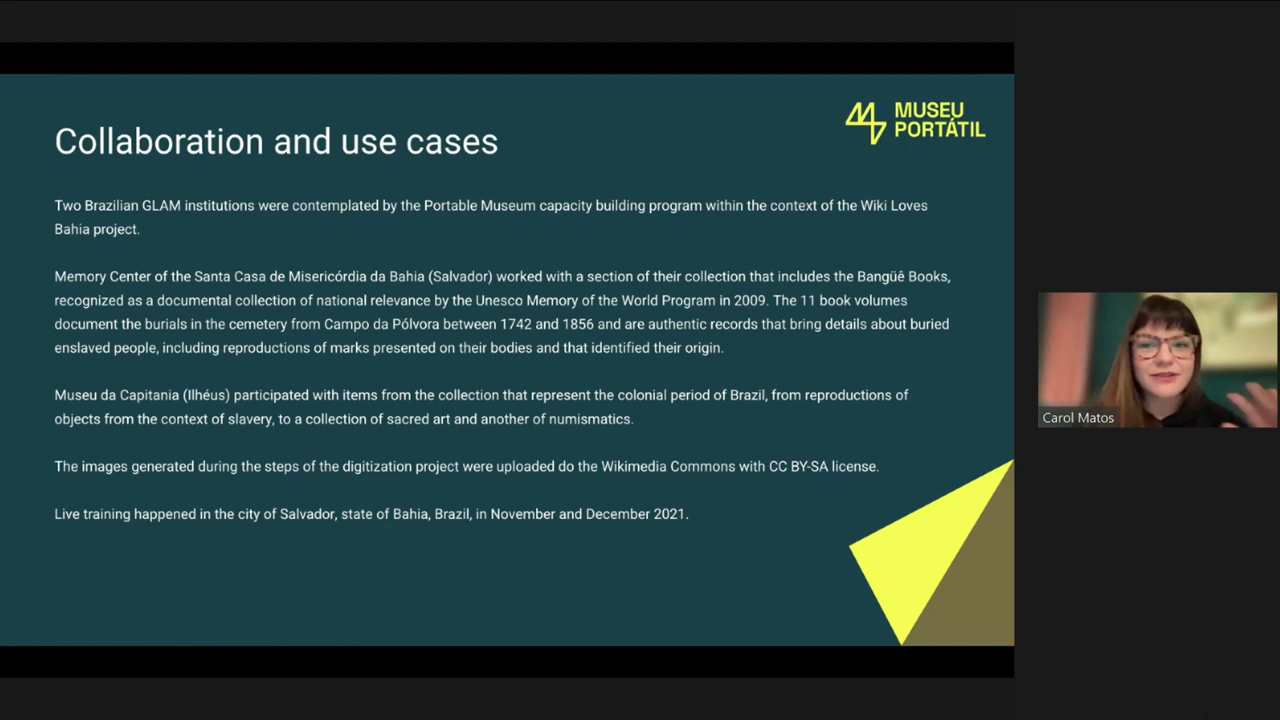 MUSEU
PORTÁTIL
Collaboration and use cases
Two Brazilian GLAM institutions were contemplated by the Portable Museum capacity building program within the context of the Wiki Loves
Bahia project.
Memory Center of the Santa Casa de Misericórdia da Bahia (Salvador) worked with a section of their collection that includes the Bangüê Books,
recognized as a documental collection of national relevance by the Unesco Memory of the World Program in 2009. The 11 book volumes
document the burials in the cemetery from Campo da Pólvora between 1742 and 1856 and are authentic records that bring details about buried
enslaved people, including reproductions of marks presented on their bodies and that identified their origin.
Museu da Capitania (Ilhéus) participated with items from the collection that represent the colonial period of Brazil, from reproductions of
objects from the context of slavery, to a collection of sacred art and another of numismatics.
The images generated during the steps of the digitization project were uploaded do the Wikimedia Commons with CC BY-SA license.
Live training happened in the city of Salvador, state of Bahia, Brazil, in November and December 2021.
Carol Matos